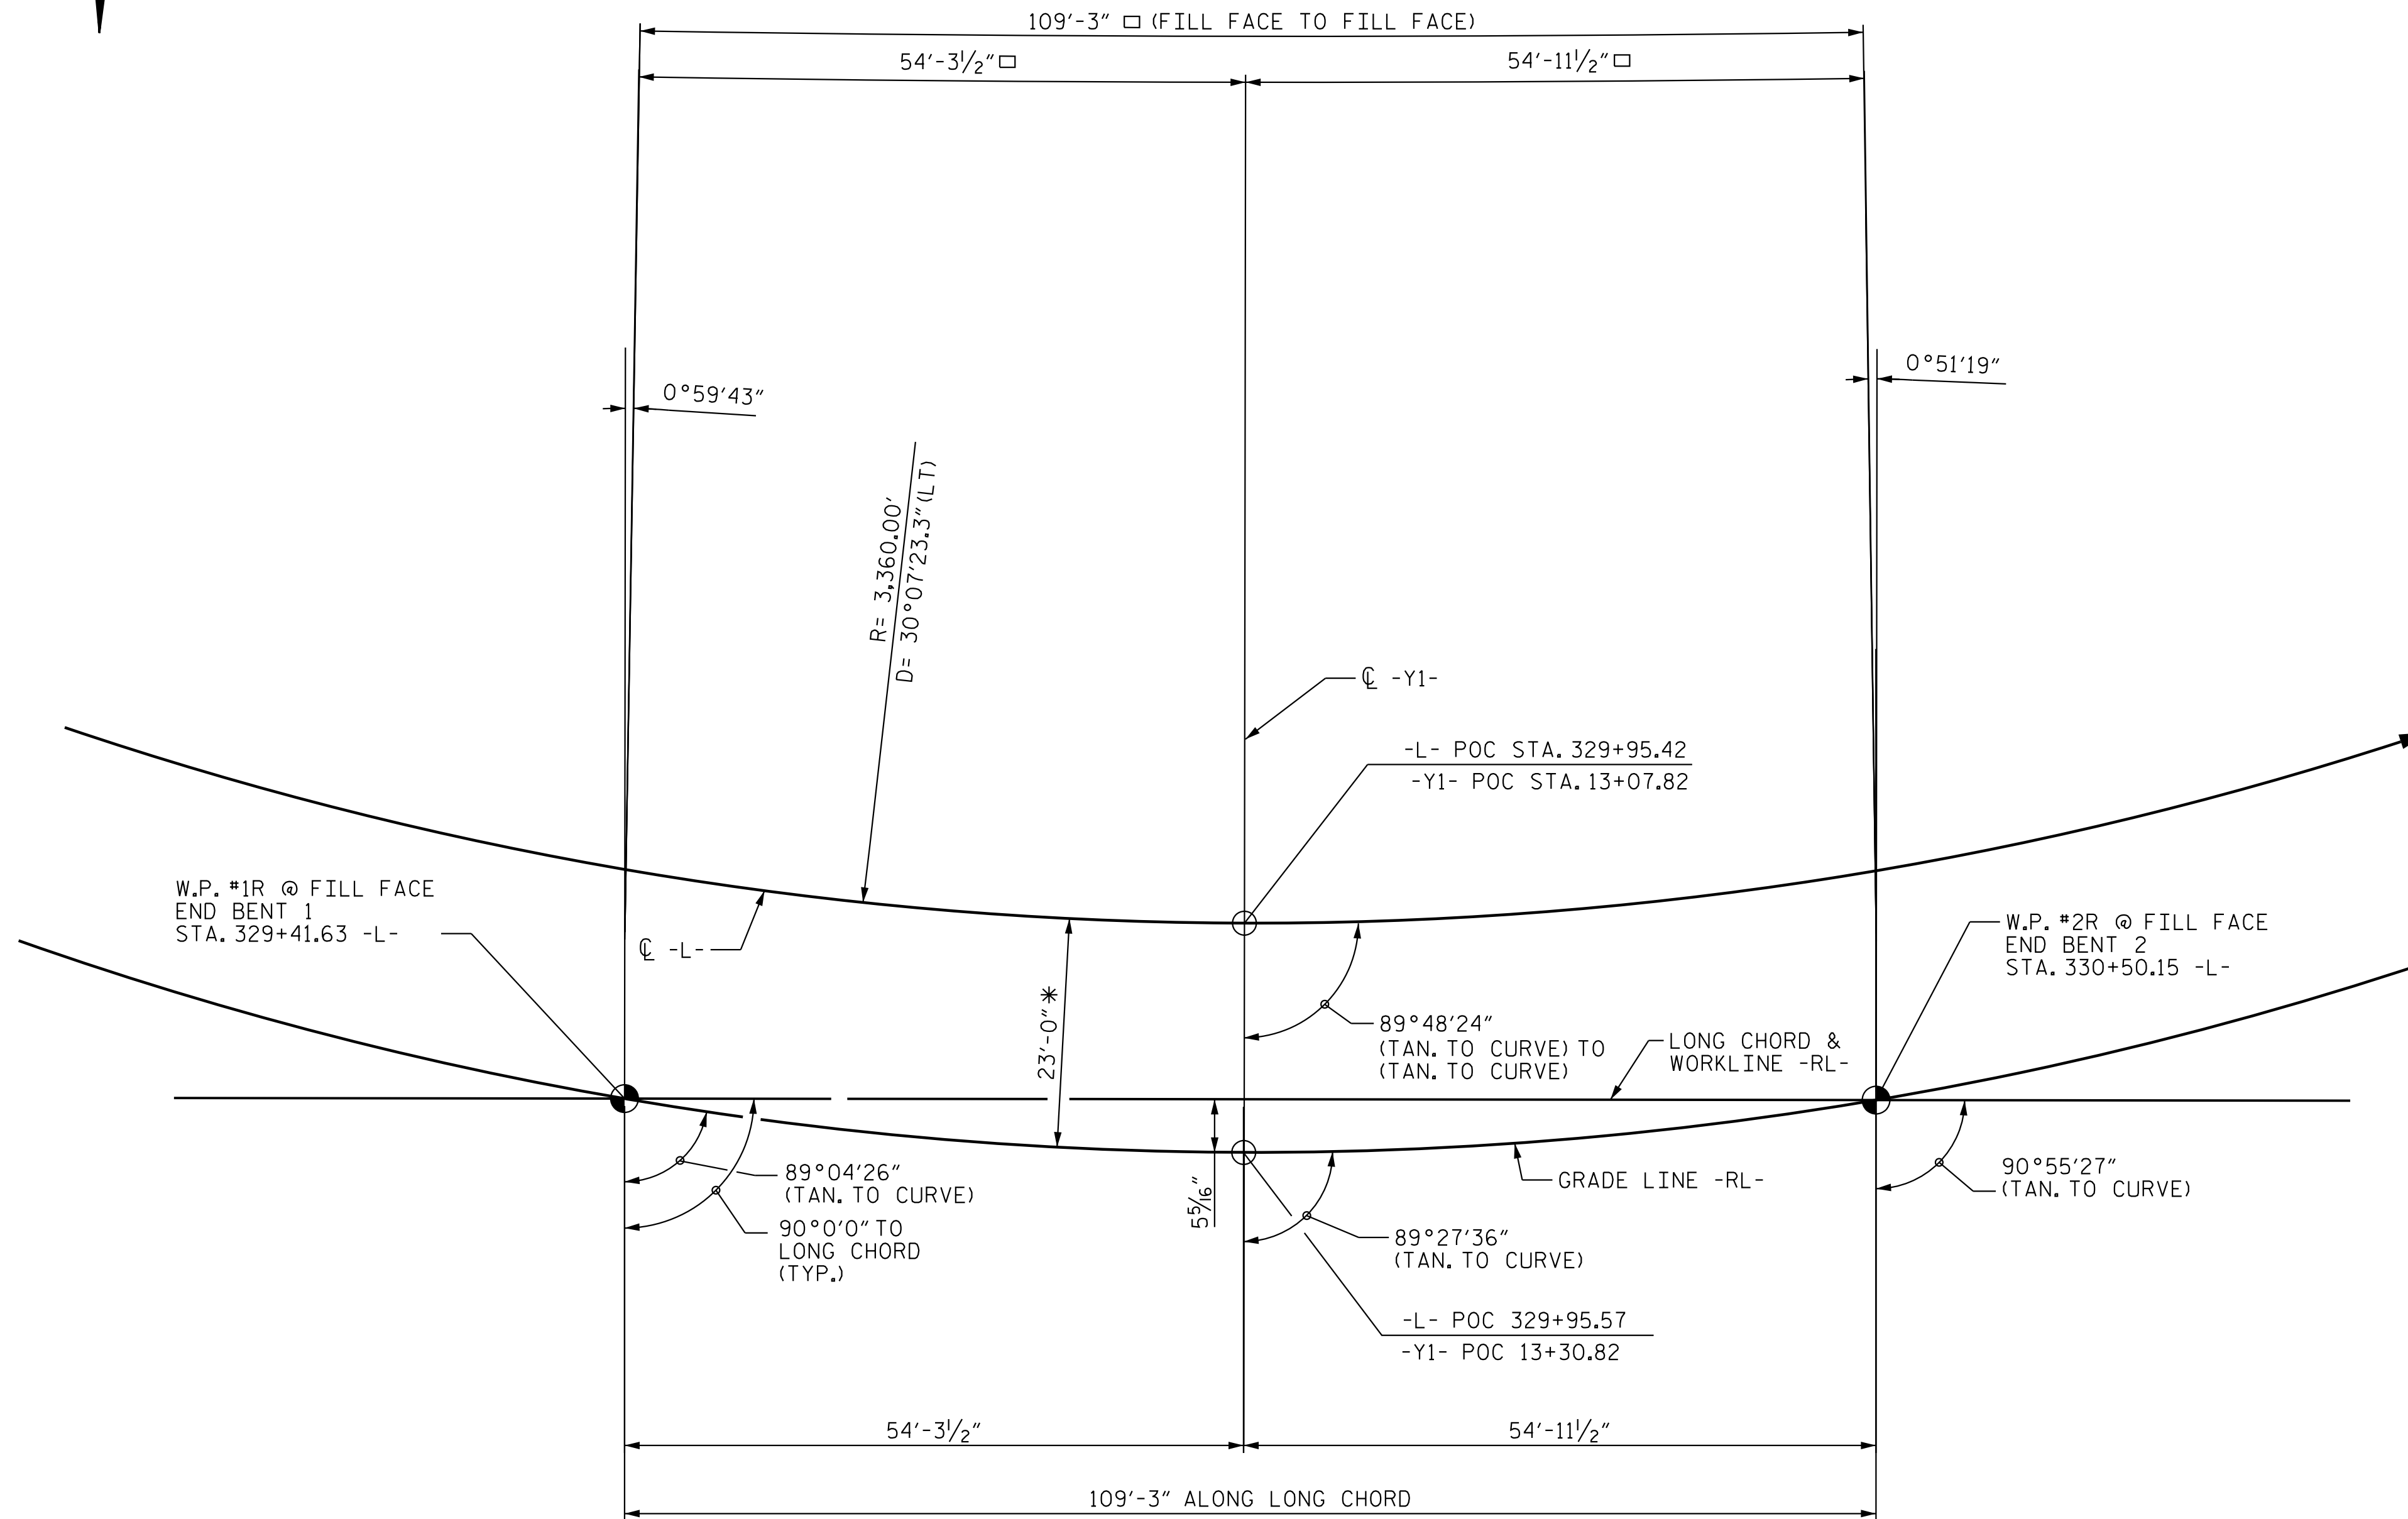 109'-3" □ (FILL FACE TO FILL FACE)
54'-3½"□
54'-11½"□
0°59'43"
0°51'19"
R= 3,360.00'
D= 30°07'23.3"(LT)
℄ -Y1-
-L- POC STA. 329+95.42
-Y1- POC STA. 13+07.82
W.P. #1R @ FILL FACE
END BENT 1
STA. 329+41.63 -L-
℄ -L-
23'-0"*
W.P. #2R @ FILL FACE
END BENT 2
STA. 330+50.15 -L-
89°48'24"
(TAN. TO CURVE) TO
(TAN. TO CURVE)
LONG CHORD &
WORKLINE -RL-
89°04'26"
(TAN. TO CURVE)
90°0'0" TO
LONG CHORD
(TYP.)
5 5/16"
GRADE LINE -RL-
90°55'27"
(TAN. TO CURVE)
89°27'36"
(TAN. TO CURVE)
-L- POC 329+95.57
-Y1- POC 13+30.82
54'-3½"
54'-11½"
109'-3" ALONG LONG CHORD